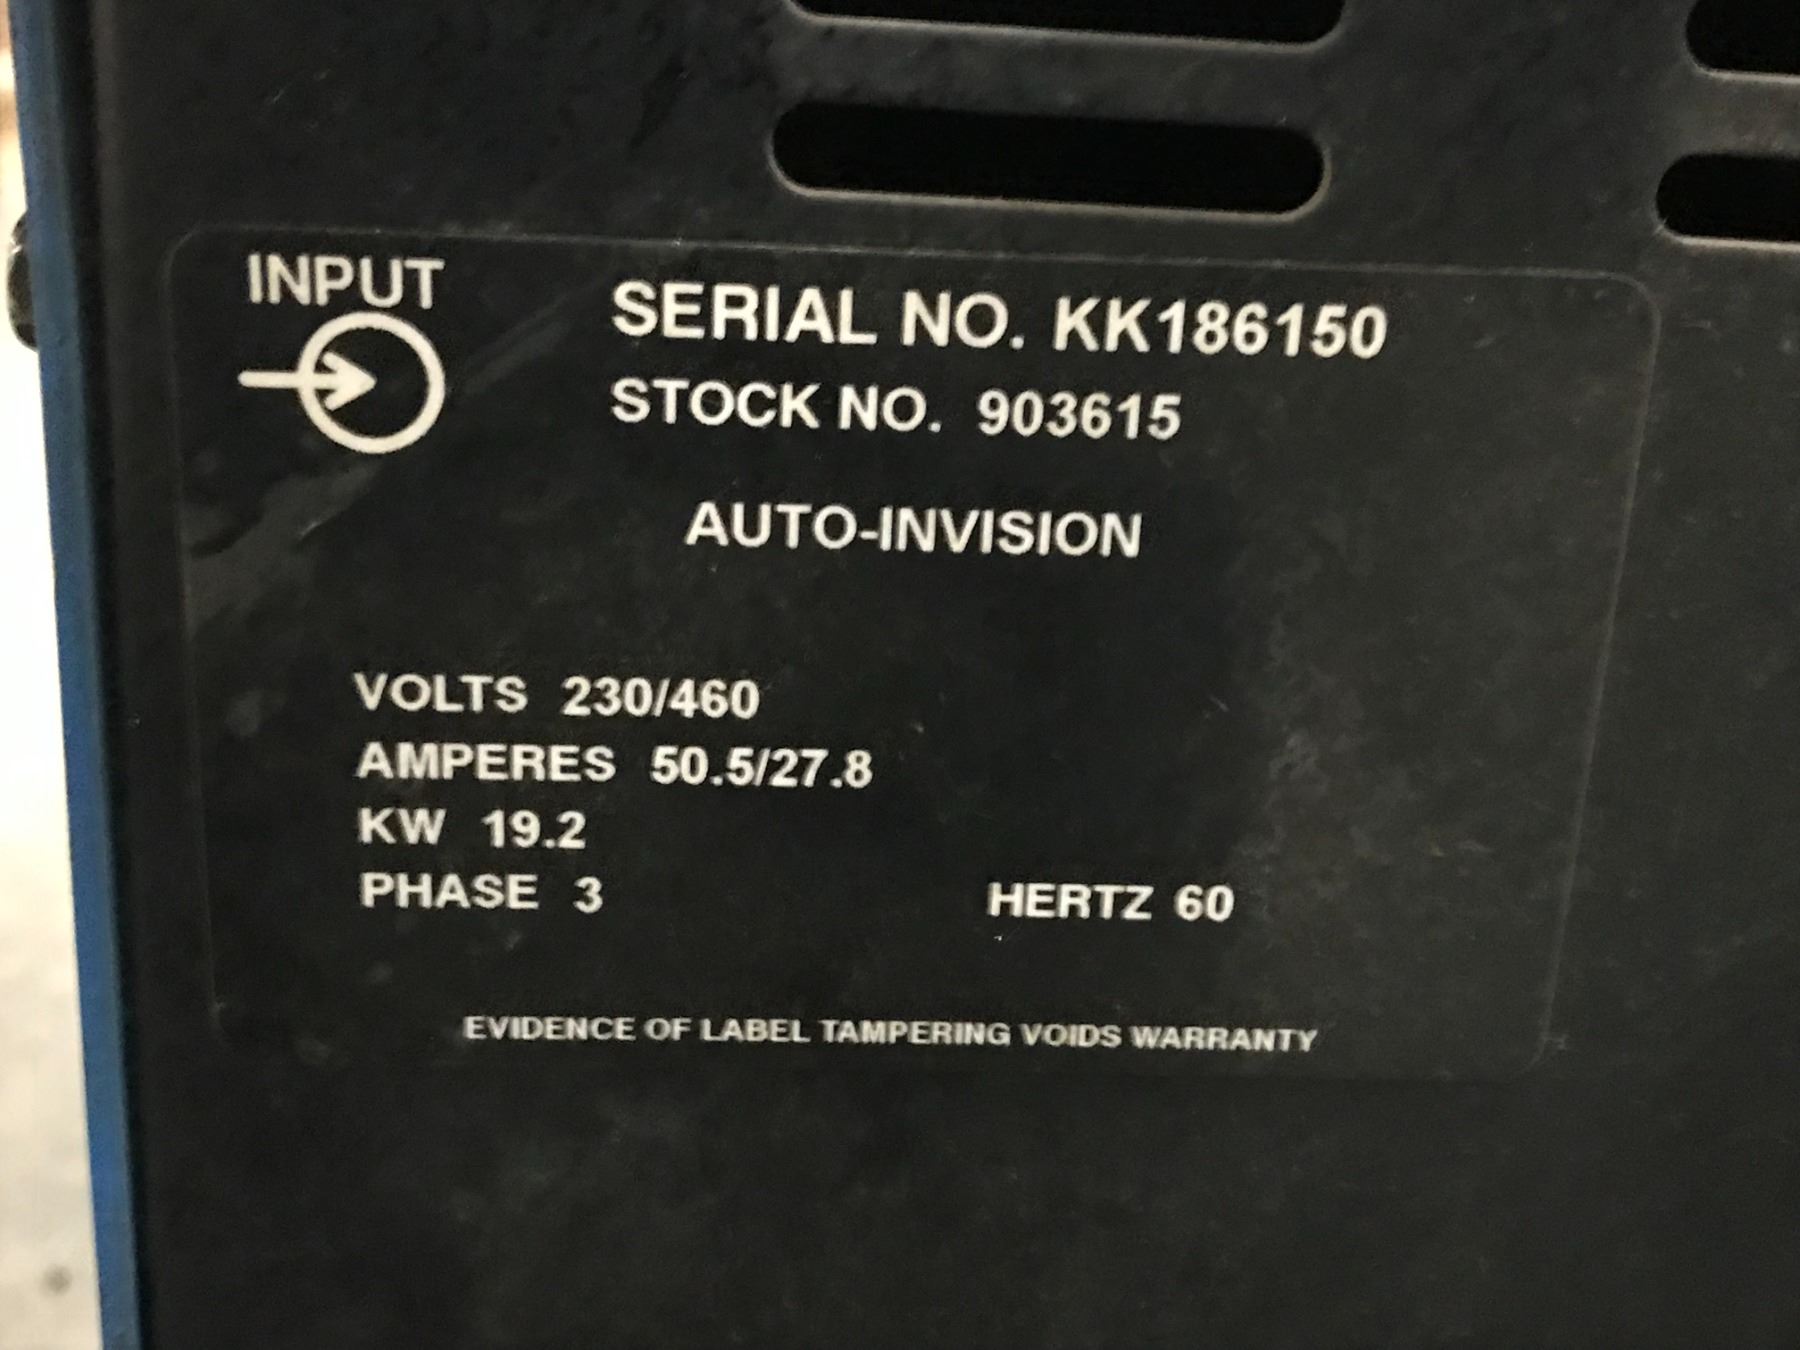 INPUT
SERIAL NO. KK186150
STOCK NO. 903615
AUTO-INVISION
VOLTS 230/460
AMPERES 50.5/27.8
KW 19.2
PHASE 3 HERTZ 60
EVIDENCE OF LABEL TAMPERING VOIDS WARRANTY